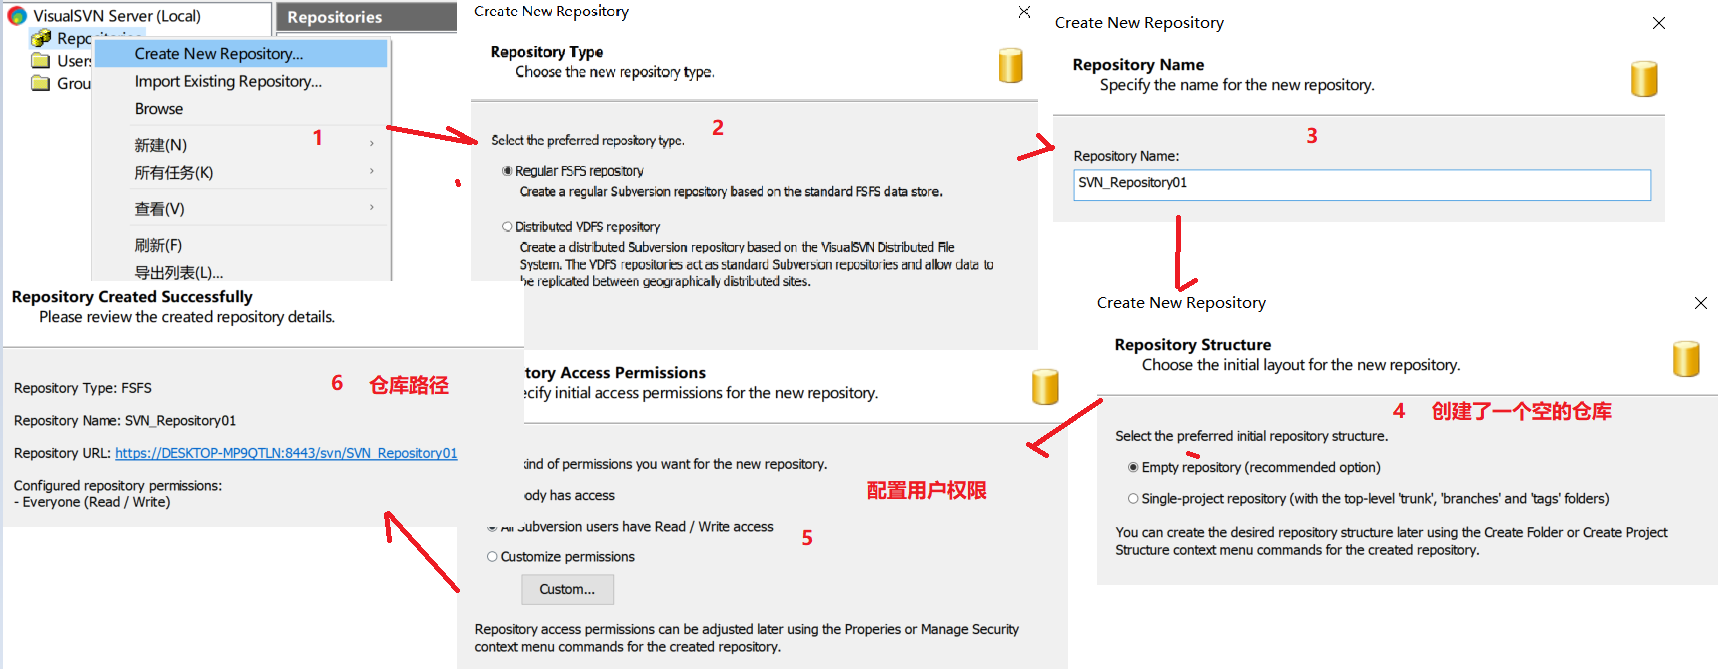 VisualSVN Server (Local)
Repositories
Users
Grou
Repositories
Create New Repository...
Import Existing Repository...
Browse
新建(N)
所有任务(K)
查看(V)
刷新(F)
导出列表(L)...
1
Create New Repository
Repository Type
Choose the new repository type.
2
Select the preferred repository type.
Regular FSFS repository
Create a regular Subversion repository based on the standard FSFS data store.
Distributed VDFS repository
Create a distributed Subversion repository based on the VisualSVN Distributed File
System. The VDFS repositories act as standard Subversion repositories and allow data to
be replicated between geographically distributed sites.
Create New Repository
Repository Name
Specify the name for the new repository.
3
Repository Name:
SVN_Repository01
Create New Repository
Repository Structure
Choose the initial layout for the new repository.
4 创建了一个空的仓库
Select the preferred initial repository structure.
Empty repository (recommended option)
Single-project repository (with the top-level 'trunk', 'branches' and 'tags' folders)
You can create the desired repository structure later using the Create Folder or Create Project
Structure context menu commands for the created repository.
tory Access Permissions
ecify initial access permissions for the new repository.
kind of permissions you want for the new repository.
配置用户权限
ody has access
All Subversion users have Read / Write access
5
Customize permissions
Custom...
Repository access permissions can be adjusted later using the Properies or Manage Security
context menu commands for the created repository.
Repository Created Successfully
Please review the created repository details.
6 仓库路径
Repository Type: FSFS
Repository Name: SVN_Repository01
Repository URL: https://DESKTOP-MP9QTLN:8443/svn/SVN_Repository01
Configured repository permissions:
- Everyone (Read / Write)